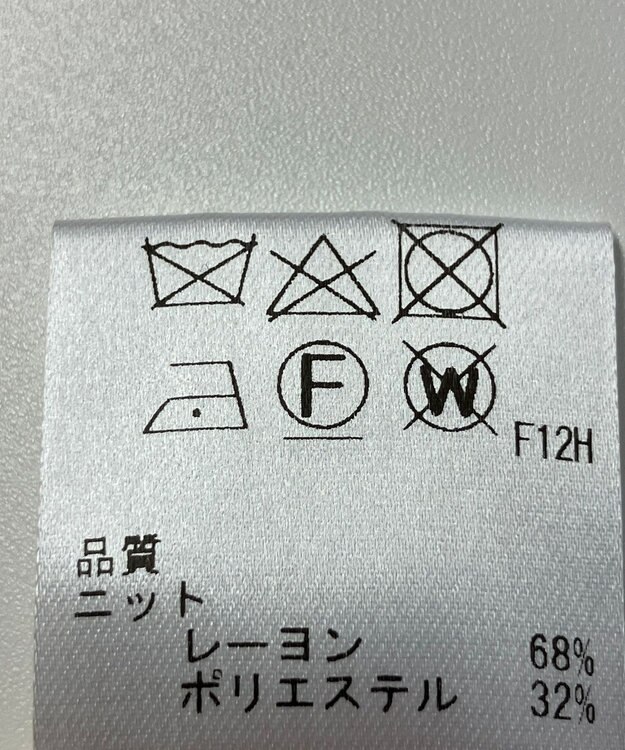 F W
F12H
品質
ニット
レーヨン 68%
ポリエステル 32%